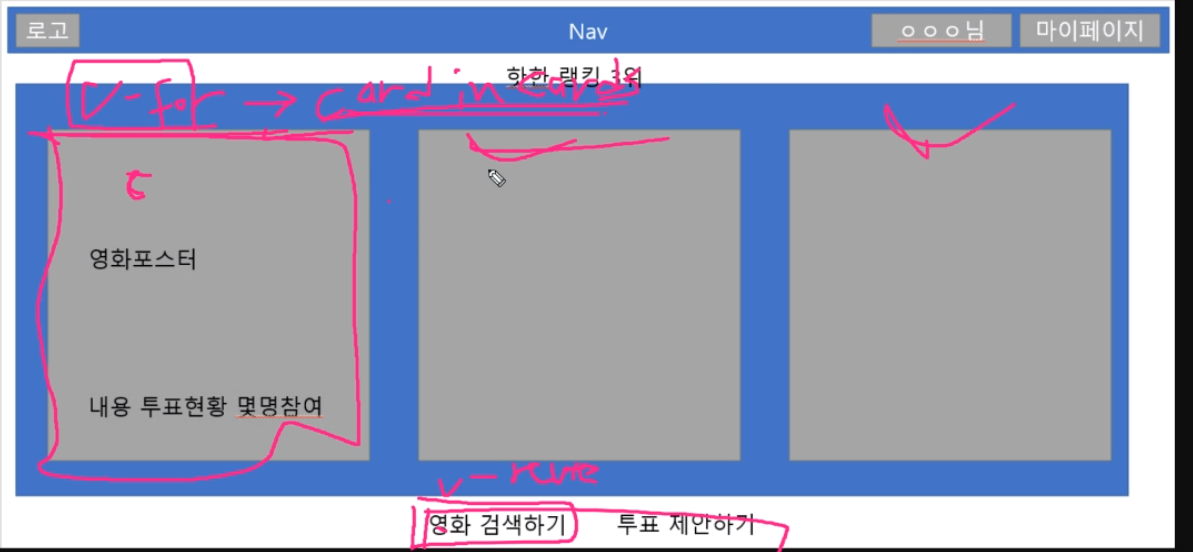 로고 Nav ㅇㅇㅇ님 마이페이지
핫한 랭킹 3위
v-for → card in cards
c
영화포스터
내용 투표현황 몇명참여
v-route
영화 검색하기 투표 제안하기